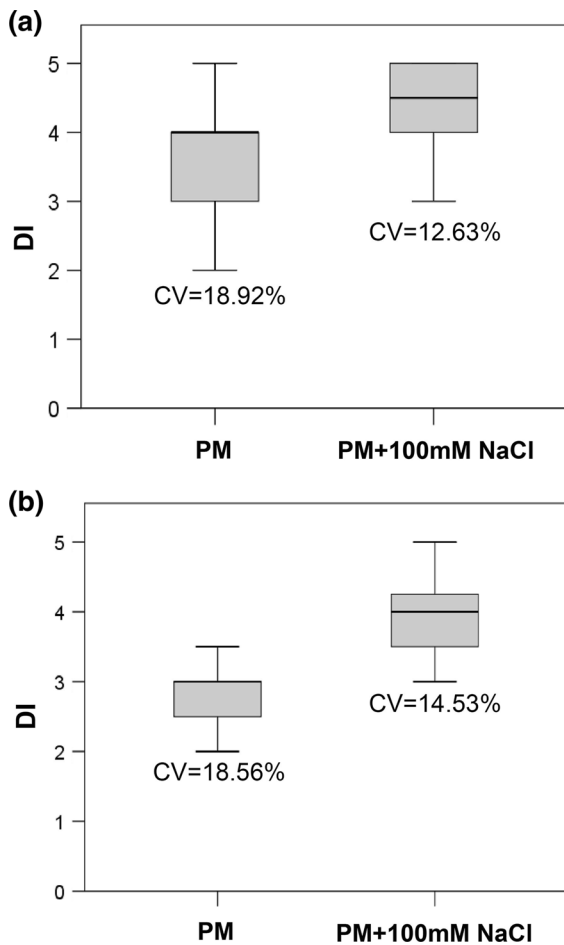 (a)
DI
5
4
3
2
1
0
CV=18.92%
CV=12.63%
PM
PM+100mM NaCl
(b)
DI
5
4
3
2
1
0
CV=18.56%
CV=14.53%
PM
PM+100mM NaCl